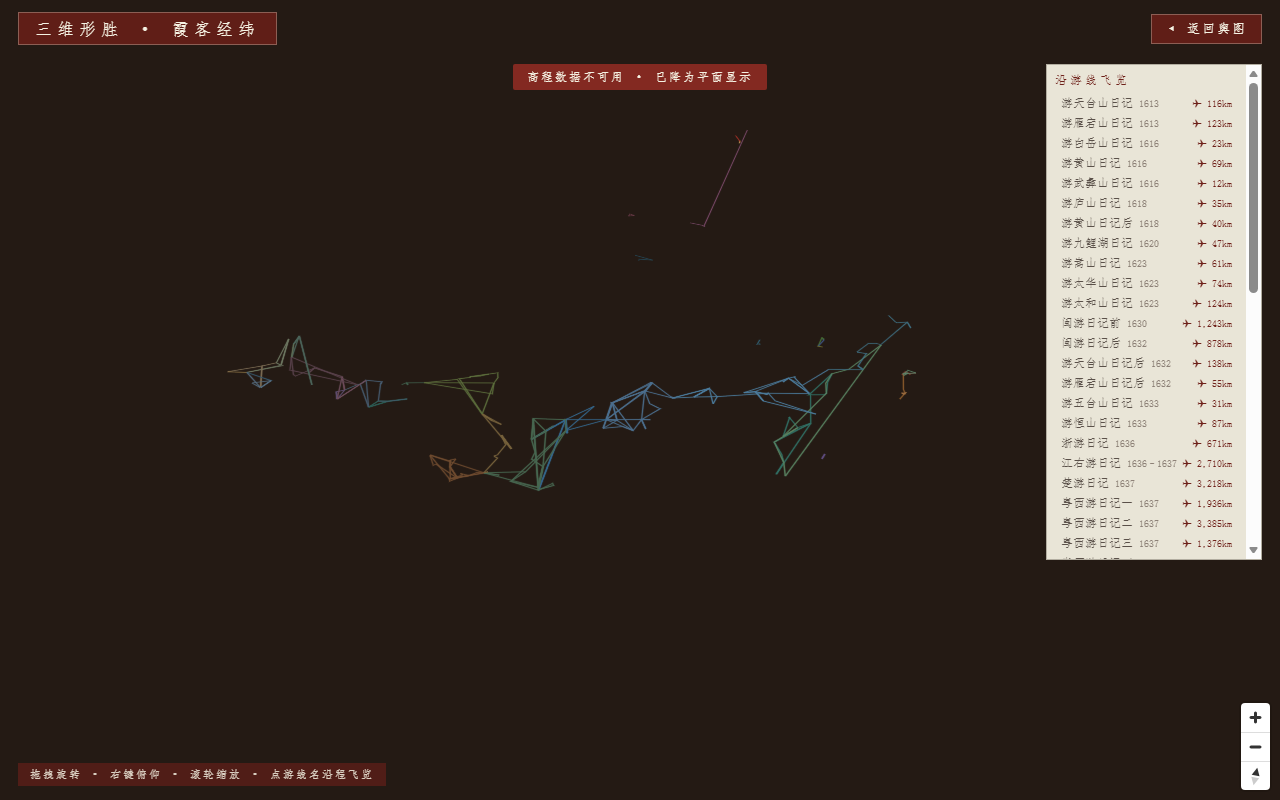 三维形胜 • 霞客经纬
◂ 返回舆图
高程数据不可用 • 已降为平面显示
沿游线飞览
游天台山日记 1613 ✈ 116km
游雁宕山日记 1613 ✈ 123km
游白岳山日记 1616 ✈ 23km
游黄山日记 1616 ✈ 69km
游武彝山日记 1616 ✈ 12km
游庐山日记 1618 ✈ 35km
游黄山日记后 1618 ✈ 40km
游九鲤湖日记 1620 ✈ 47km
游嵩山日记 1623 ✈ 61km
游太华山日记 1623 ✈ 74km
游太和山日记 1623 ✈ 124km
闽游日记前 1630 ✈ 1,243km
闽游日记后 1632 ✈ 878km
游天台山日记后 1632 ✈ 138km
游雁宕山日记后 1632 ✈ 55km
游五台山日记 1633 ✈ 31km
游恒山日记 1633 ✈ 87km
浙游日记 1636 ✈ 671km
江右游日记 1636–1637 ✈ 2,710km
楚游日记 1637 ✈ 3,218km
粤西游日记一 1637 ✈ 1,936km
粤西游日记二 1637 ✈ 3,385km
粤西游日记三 1637 ✈ 1,376km
拖拽旋转 • 右键俯仰 • 滚轮缩放 • 点游线名沿程飞览